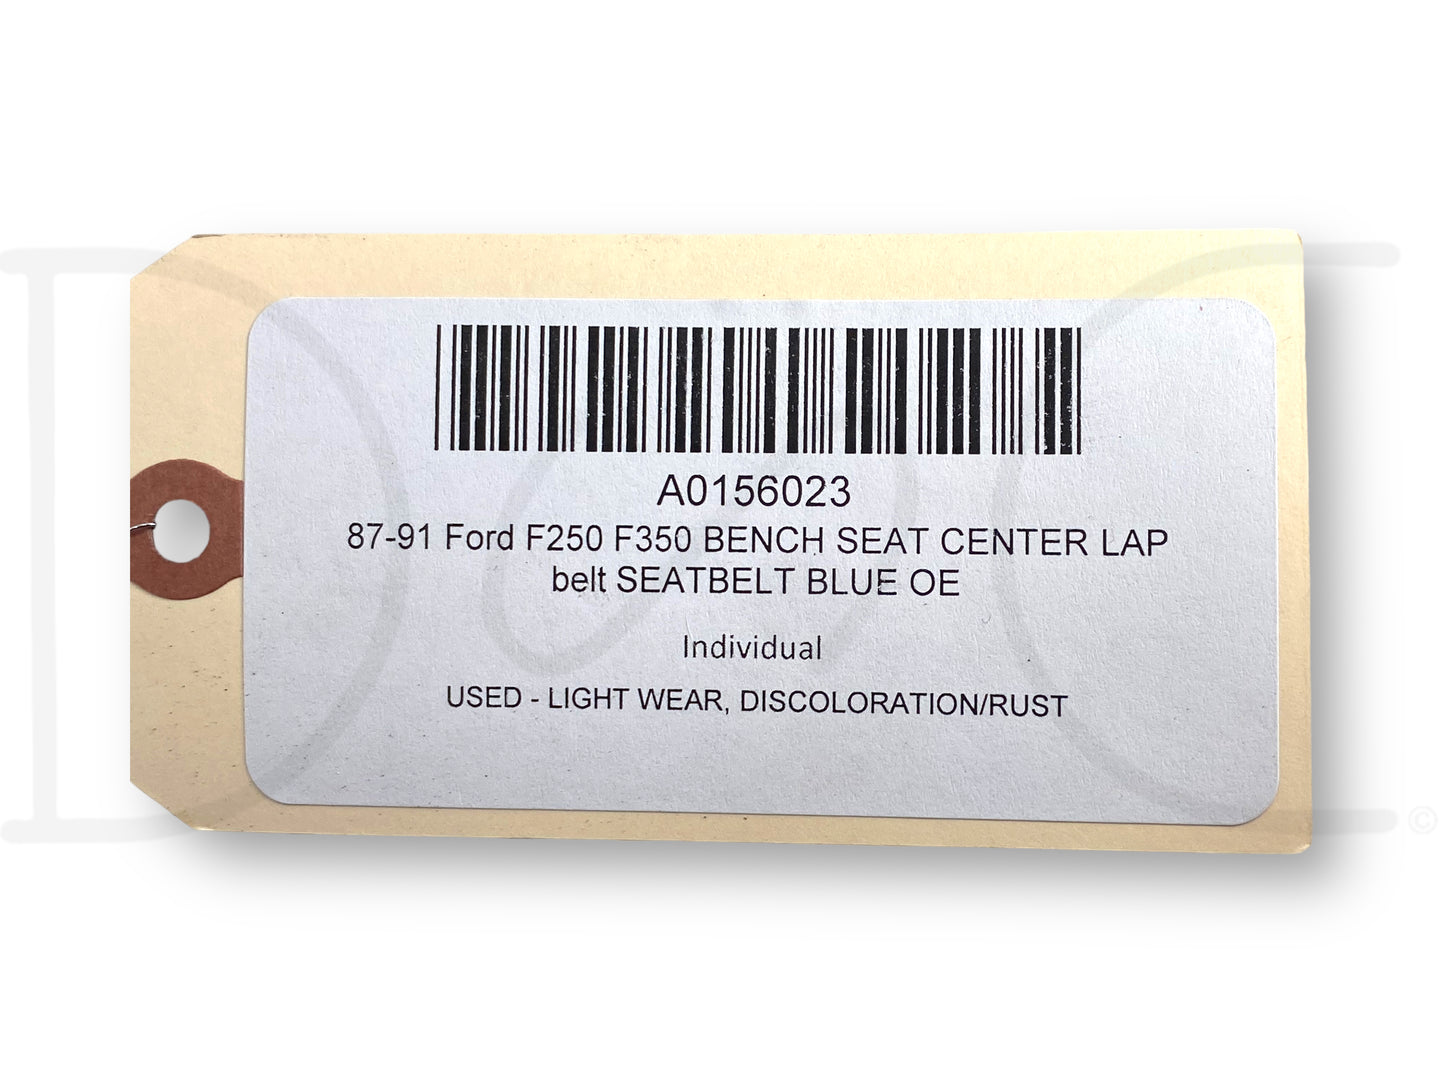 A0156023
87-91 Ford F250 F350 BENCH SEAT CENTER LAP
belt SEATBELT BLUE OE
Individual
USED - LIGHT WEAR, DISCOLORATION/RUST
©